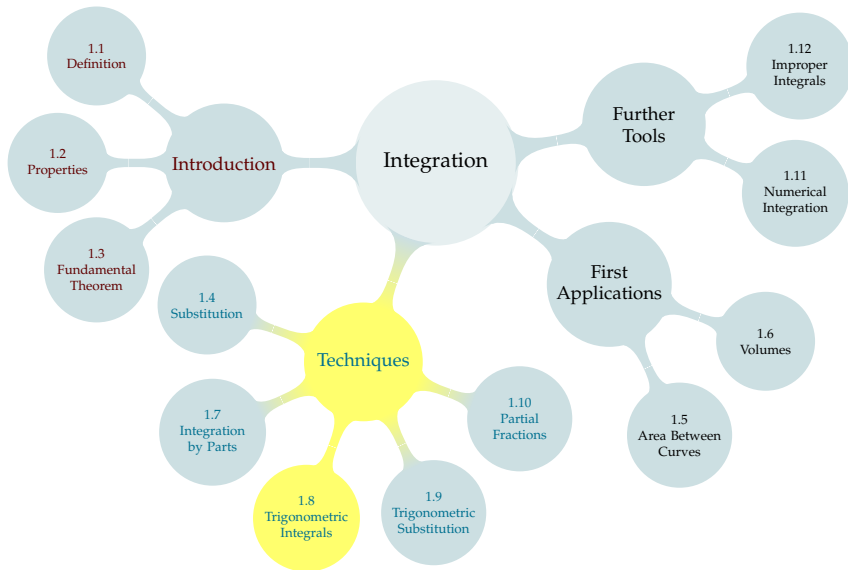 Integration
Introduction
1.1
Definition
1.2
Properties
1.3
Fundamental
Theorem
Techniques
1.4
Substitution
1.7
Integration
by Parts
1.8
Trigonometric
Integrals
1.9
Trigonometric
Substitution
1.10
Partial
Fractions
First
Applications
1.5
Area Between
Curves
1.6
Volumes
Further
Tools
1.11
Numerical
Integration
1.12
Improper
Integrals